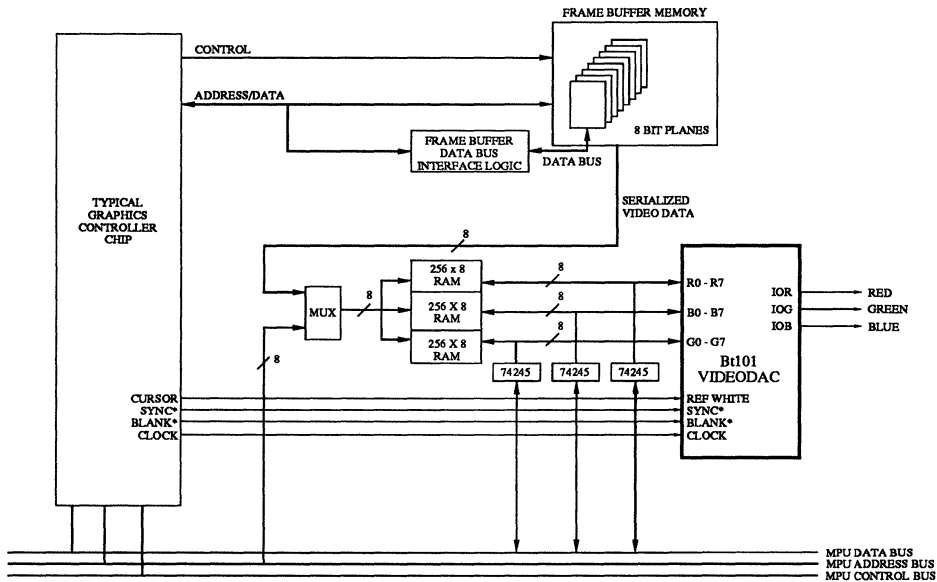 FRAME BUFFER MEMORY
CONTROL
ADDRESS/DATA
8 BIT PLANES
FRAME BUFFER
DATA BUS
INTERFACE LOGIC
DATA BUS
TYPICAL
GRAPHICS
CONTROLLER
CHIP
SERIALIZED
VIDEO DATA
8
256 x 8
RAM
8
R0 - R7
IOR
RED
MUX
8
256 X 8
RAM
8
B0 - B7
IOG
GREEN
IOB
BLUE
256 X 8
RAM
8
G0 - G7
8
74245
74245
74245
Bt101
VIDEODAC
CURSOR
REF WHITE
SYNC*
SYNC*
BLANK*
BLANK*
CLOCK
CLOCK
MPU DATA BUS
MPU ADDRESS BUS
MPU CONTROL BUS